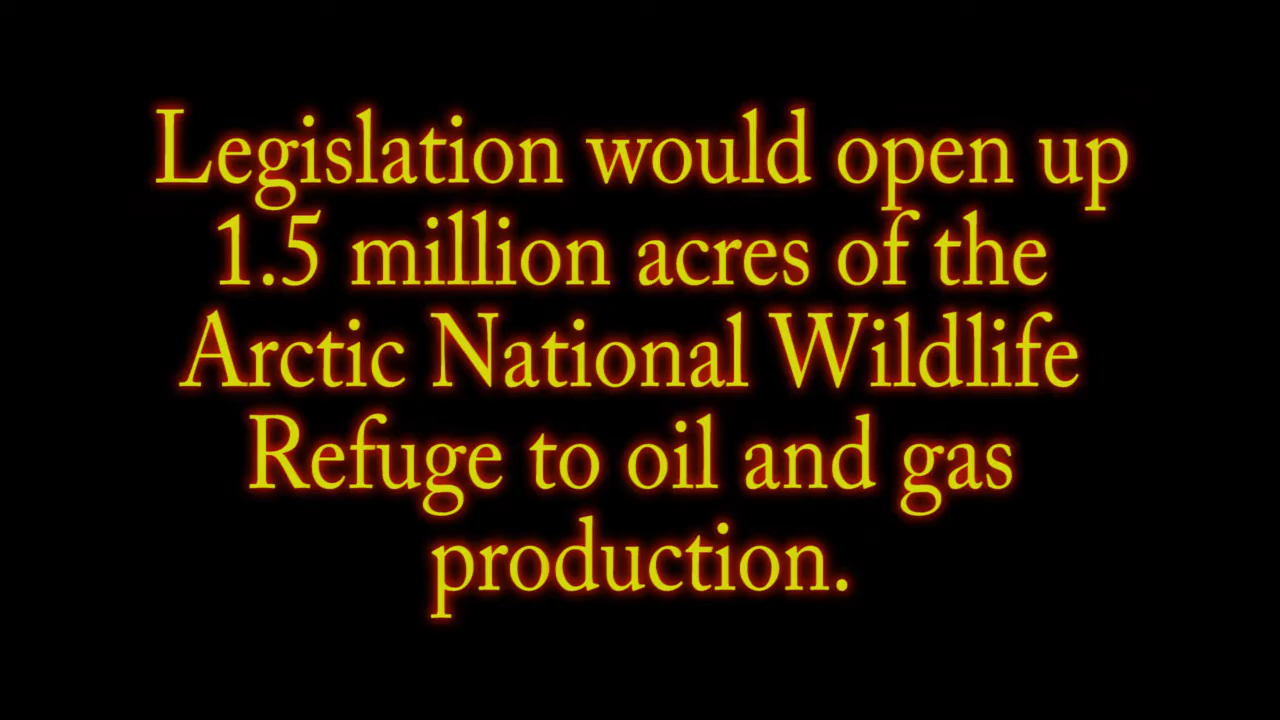 Legislation would open up
1.5 million acres of the
Arctic National Wildlife
Refuge to oil and gas
production.